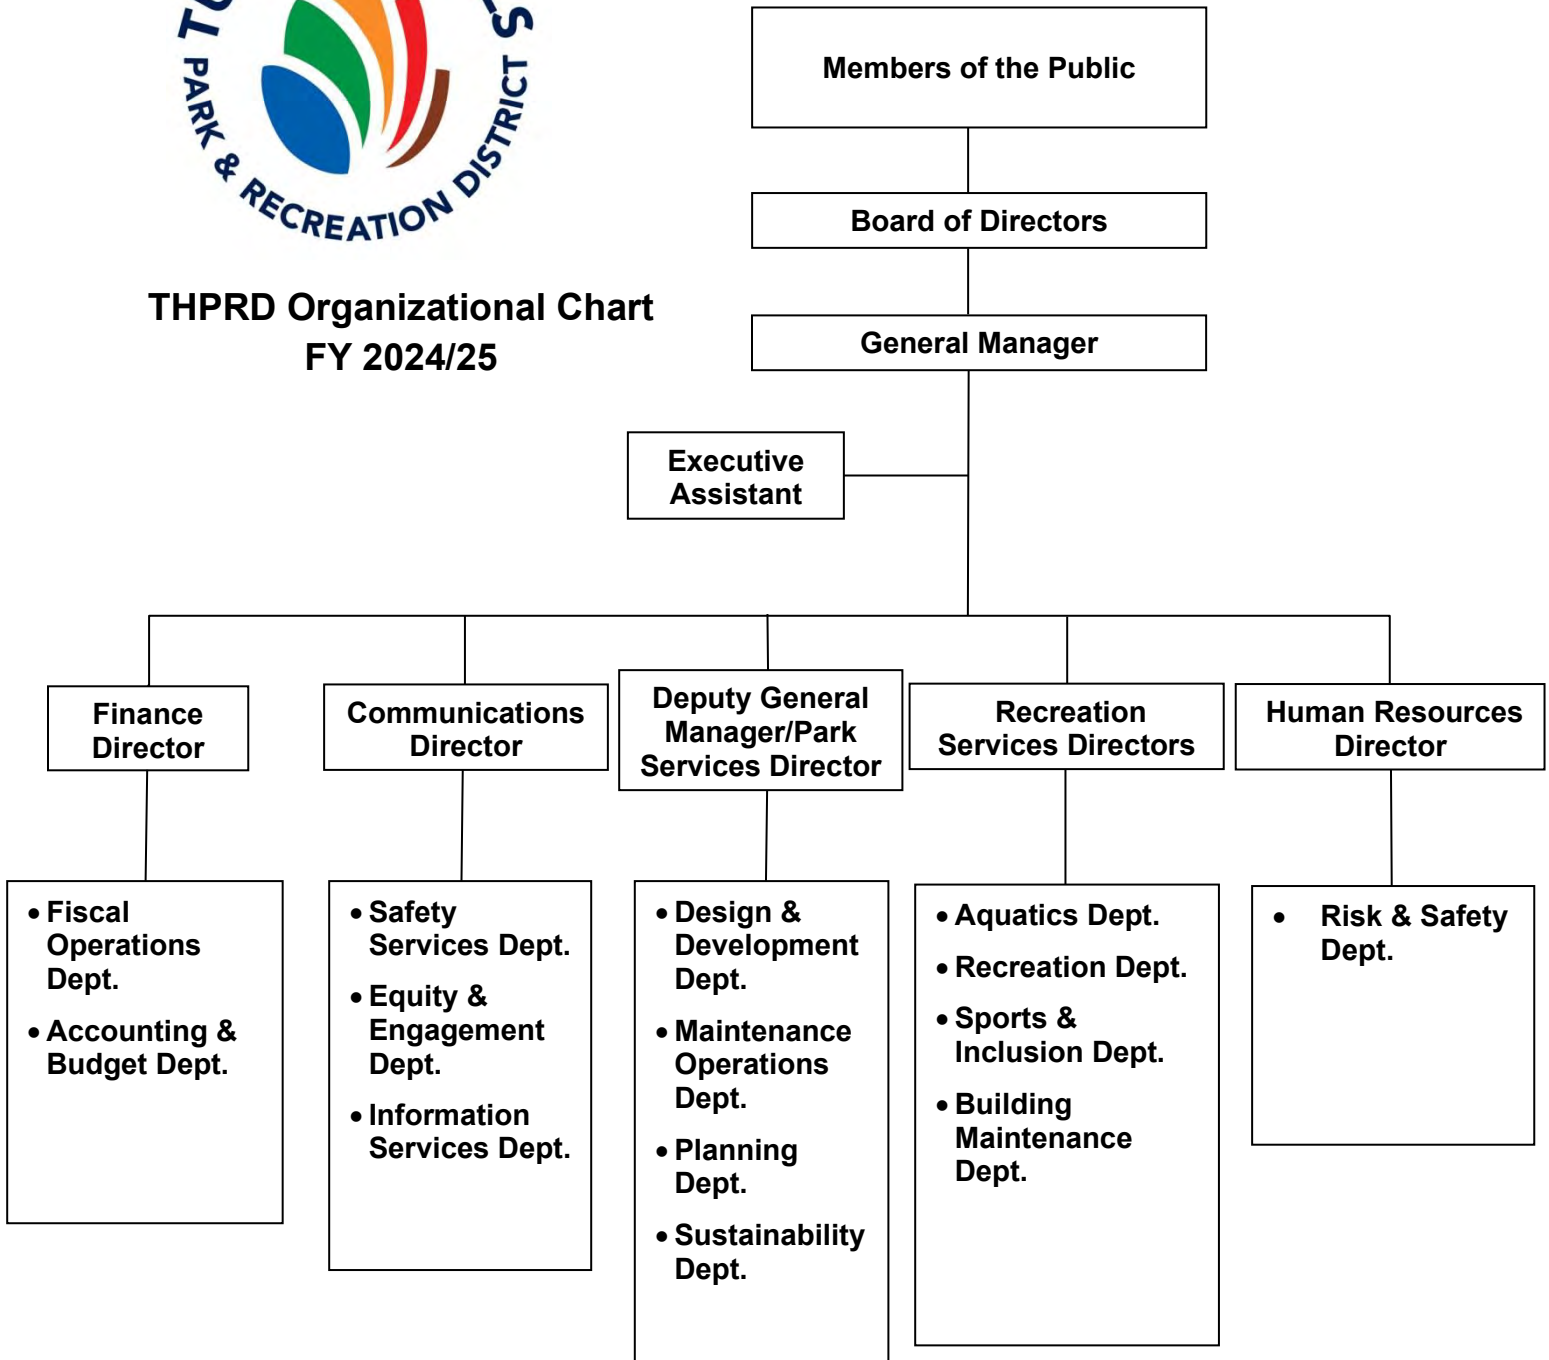 PARK & RECREATION DISTRICT
THPRD Organizational Chart
FY 2024/25
Members of the Public
Board of Directors
General Manager
Executive
Assistant
Finance
Director
Communications
Director
Deputy General
Manager/Park
Services Director
Recreation
Services Directors
Human Resources
Director
• Fiscal
Operations
Dept.
• Accounting &
Budget Dept.
• Safety
Services Dept.
• Equity &
Engagement
Dept.
• Information
Services Dept.
• Design &
Development
Dept.
• Maintenance
Operations
Dept.
• Planning
Dept.
• Sustainability
Dept.
• Aquatics Dept.
• Recreation Dept.
• Sports &
Inclusion Dept.
• Building
Maintenance
Dept.
• Risk & Safety
Dept.